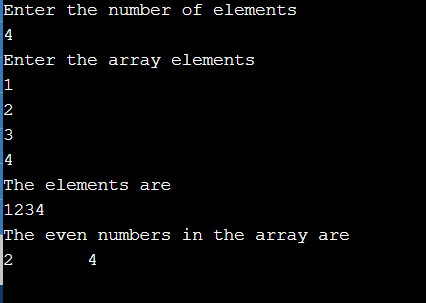 Enter the number of elements
4
Enter the array elements
1
2
3
4
The elements are
1234
The even numbers in the array are
2       4